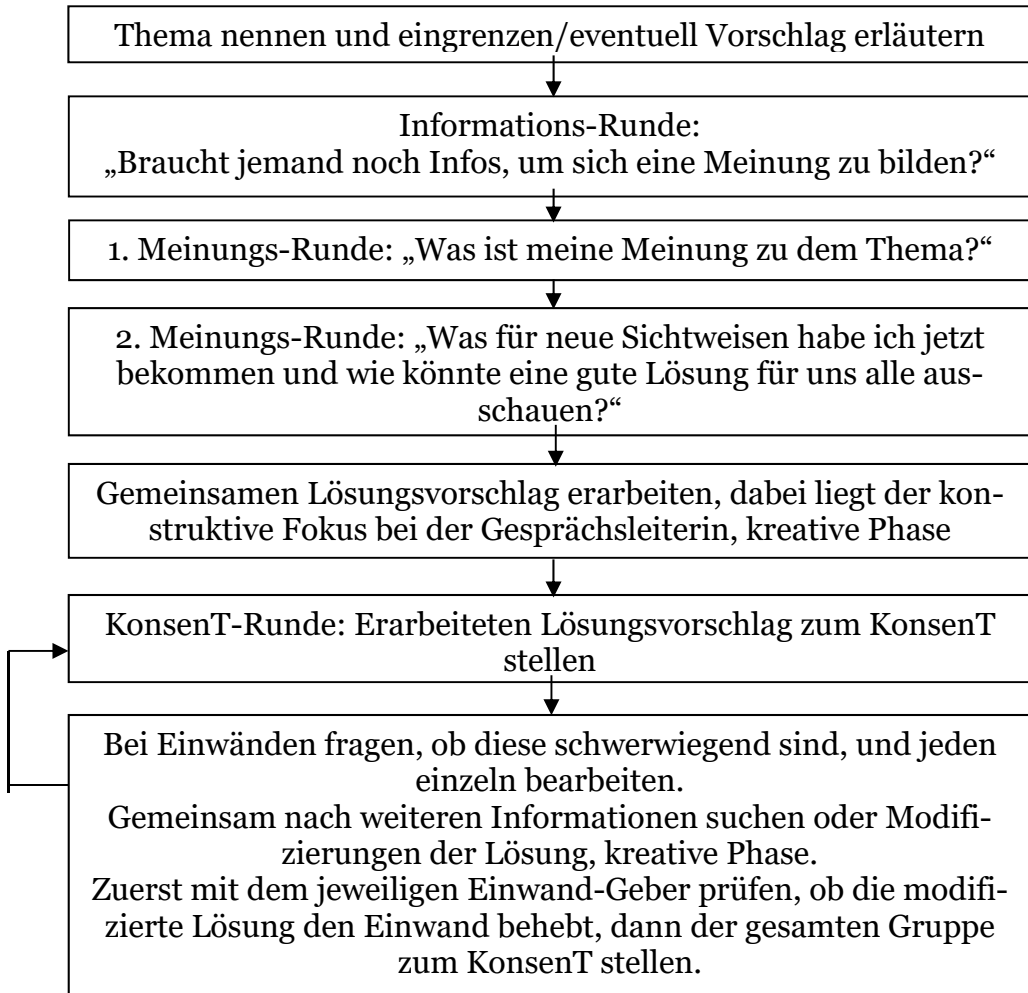 Thema nennen und eingrenzen/eventuell Vorschlag erläutern
Informations-Runde:
„Braucht jemand noch Infos, um sich eine Meinung zu bilden?“
1. Meinungs-Runde: „Was ist meine Meinung zu dem Thema?“
2. Meinungs-Runde: „Was für neue Sichtweisen habe ich jetzt
bekommen und wie könnte eine gute Lösung für uns alle aus-
schauen?“
Gemeinsamen Lösungsvorschlag erarbeiten, dabei liegt der kon-
struktive Fokus bei der Gesprächsleiterin, kreative Phase
KonsenT-Runde: Erarbeiteten Lösungsvorschlag zum KonsenT
stellen
Bei Einwänden fragen, ob diese schwerwiegend sind, und jeden
einzeln bearbeiten.
Gemeinsam nach weiteren Informationen suchen oder Modifi-
zierungen der Lösung, kreative Phase.
Zuerst mit dem jeweiligen Einwand-Geber prüfen, ob die modifi-
zierte Lösung den Einwand behebt, dann der gesamten Gruppe
zum KonsenT stellen.